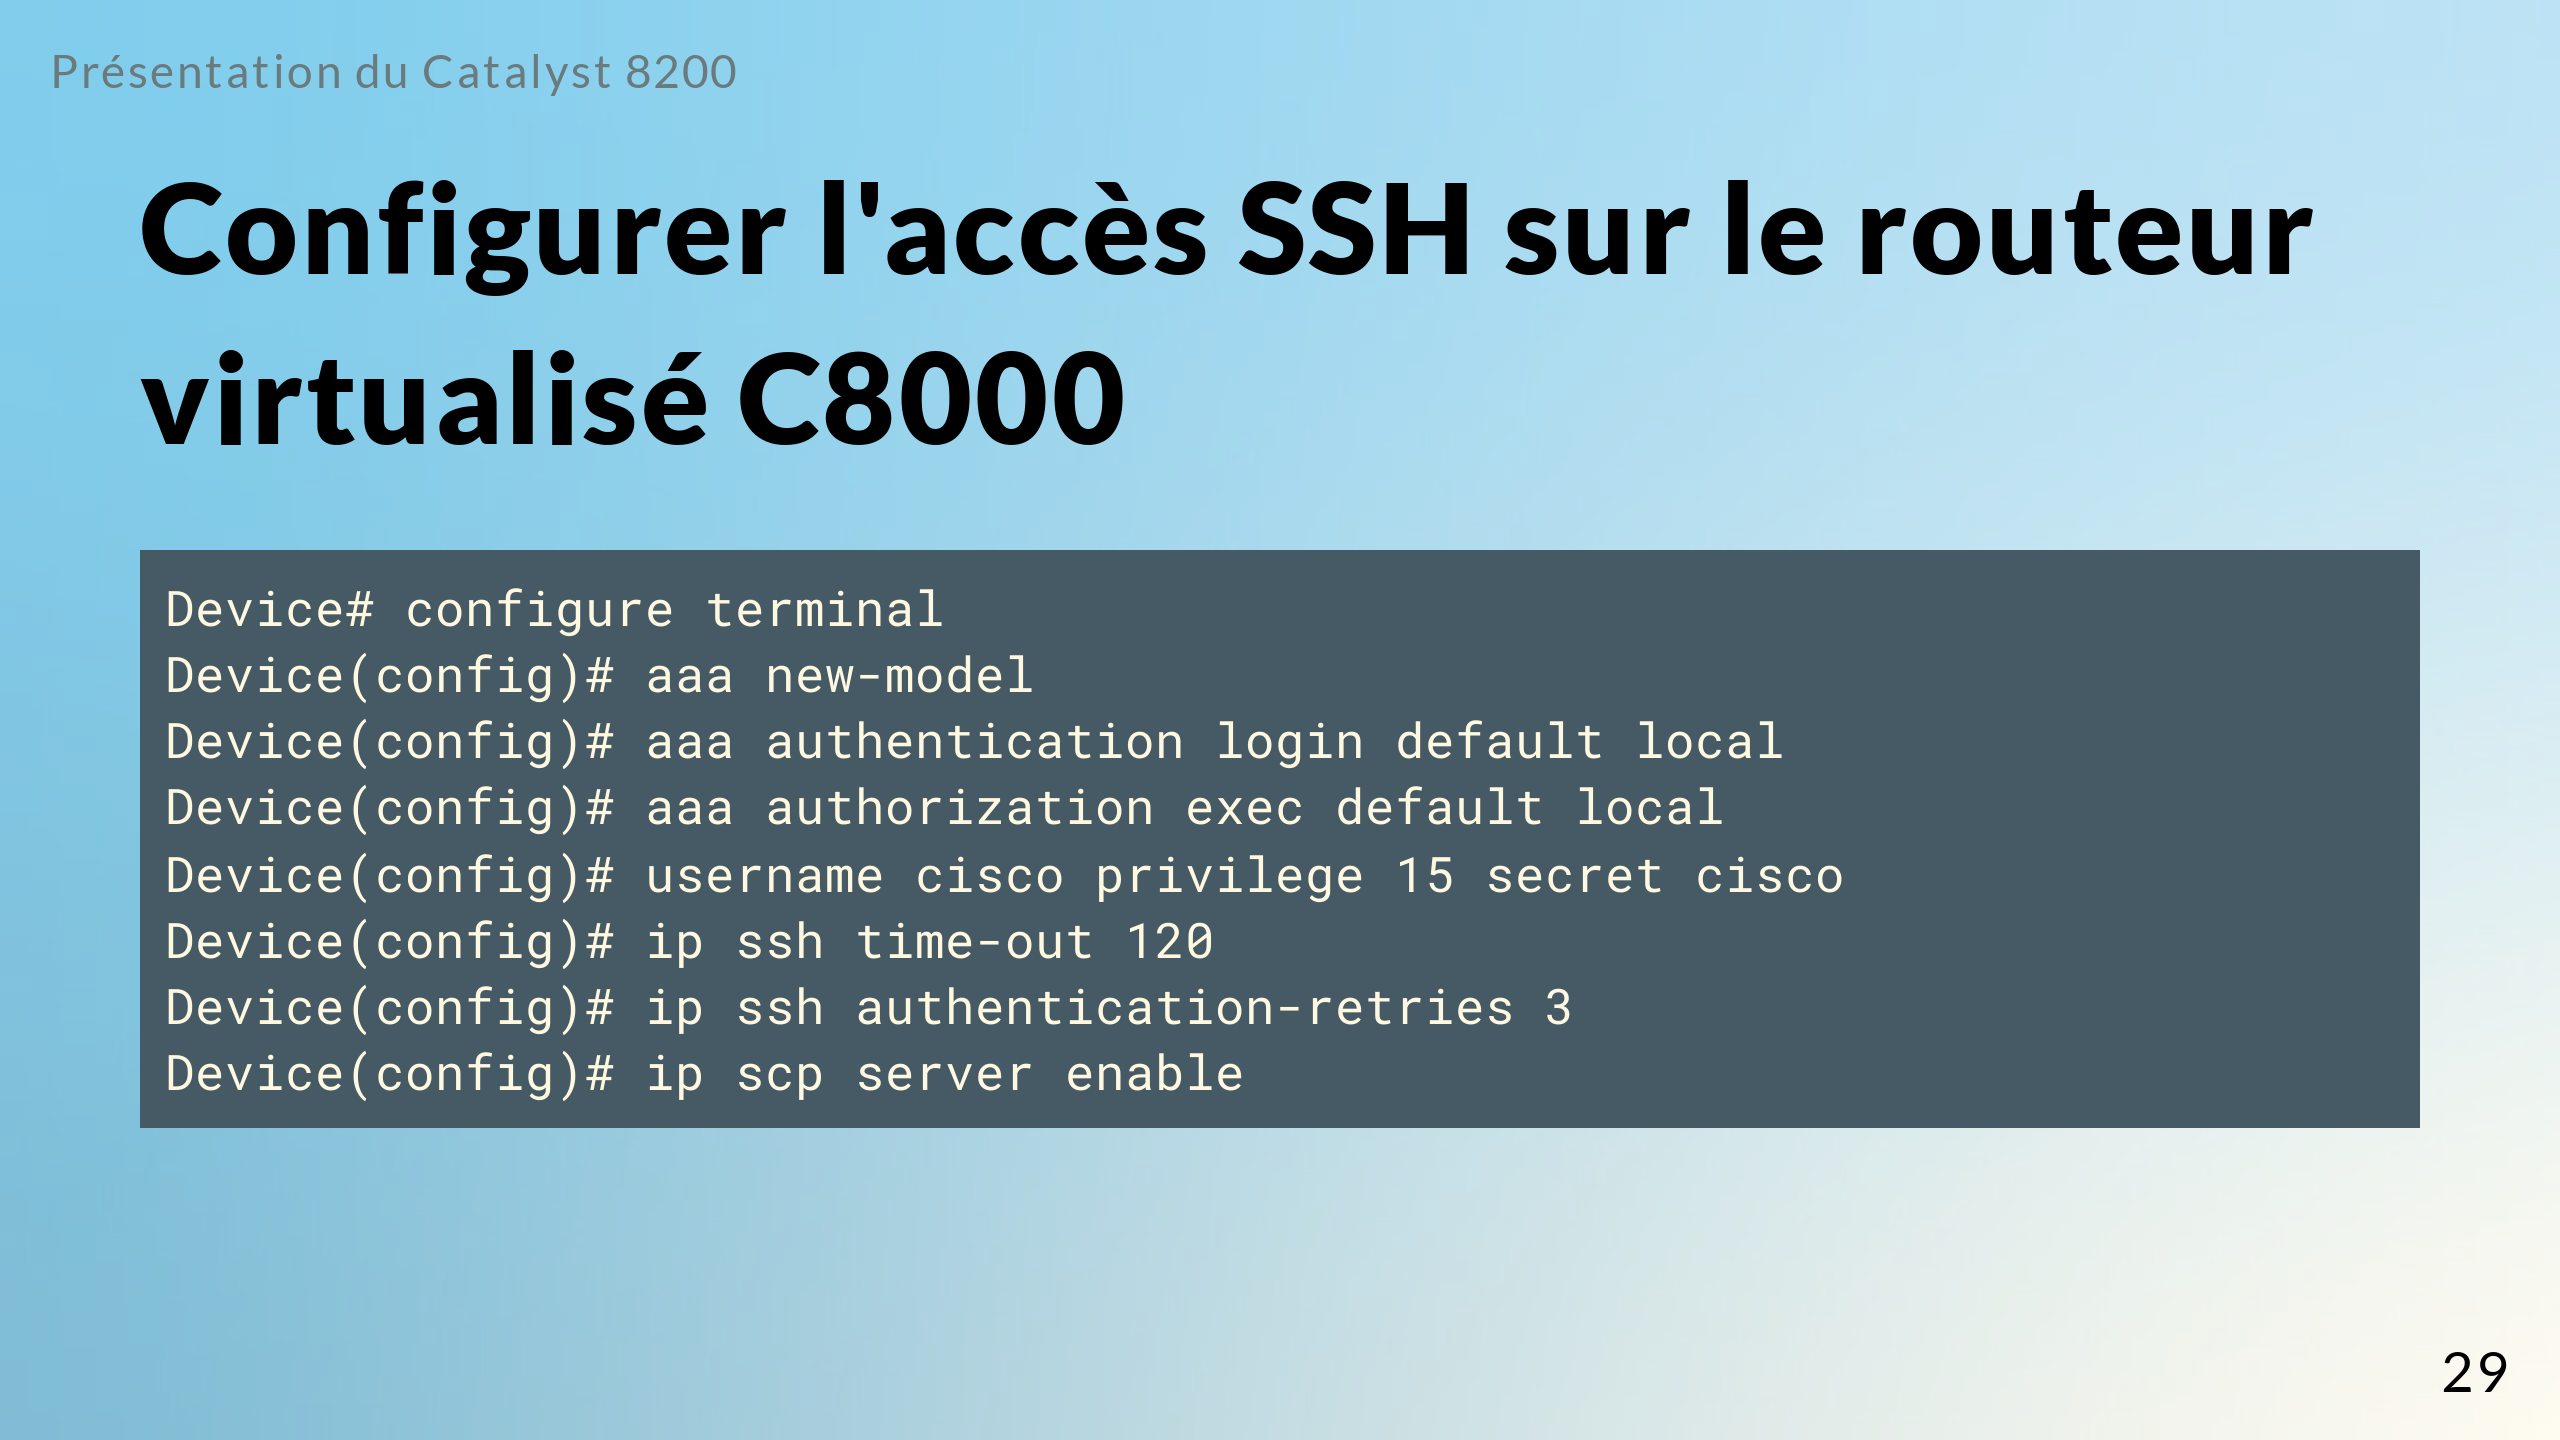 Présentation du Catalyst 8200
Configurer l'accès SSH sur le routeur
virtualisé C8000
Device# configure terminal
Device(config)# aaa new-model
Device(config)# aaa authentication login default local
Device(config)# aaa authorization exec default local
Device(config)# username cisco privilege 15 secret cisco
Device(config)# ip ssh time-out 120
Device(config)# ip ssh authentication-retries 3
Device(config)# ip scp server enable
29